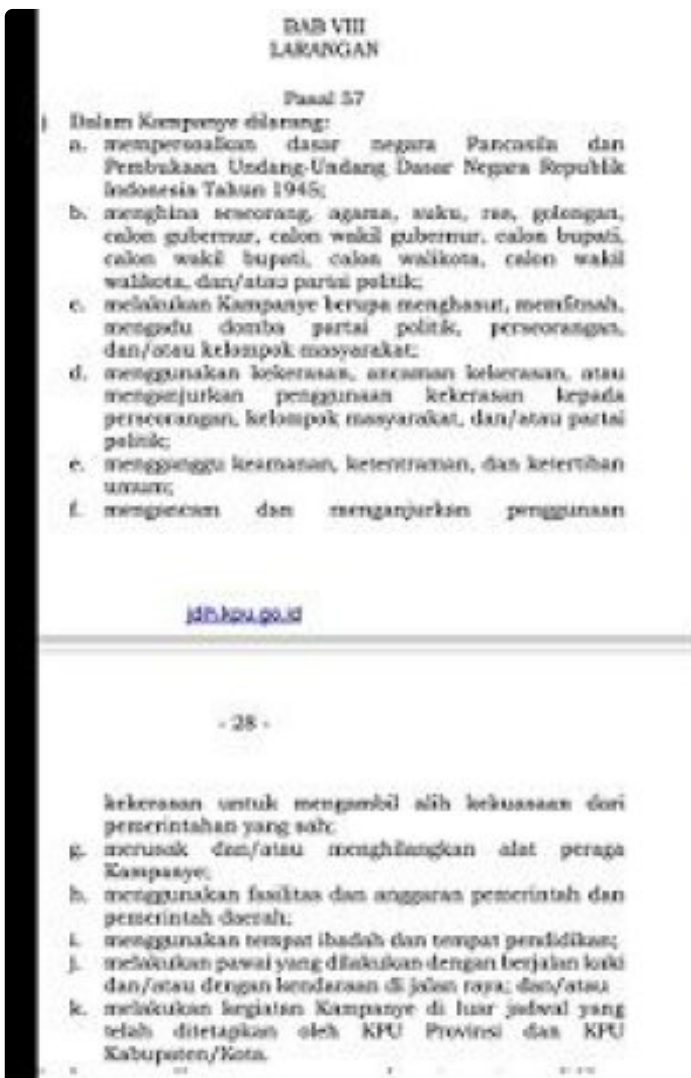 BAB VIII
LARANGAN
Pasal 57
) Dalam Kampanye dilarang:
a. mempersoalkan dasar negara Pancasila dan
Pembukaan Undang-Undang Dasar Negara Republik
Indonesia Tahun 1945;
b. menghina seseorang, agama, suku, ras, golongan,
calon gubernur, calon wakil gubernur, calon bupati,
calon wakil bupati, calon walikota, calon wakil
walikota, dan/atau partai politik;
c. melakukan Kampanye berupa menghasut, memfitnah,
mengadu domba partai politik, perseorangan,
dan/atau kelompok masyarakat;
d. menggunakan kekerasan, ancaman kekerasan, atau
menganjurkan penggunaan kekerasan kepada
perseorangan, kelompok masyarakat, dan/atau partai
politik;
e. mengganggu keamanan, ketentraman, dan ketertiban
umum;
f. mengancam dan menganjurkan penggunaan
jdih.kpu.go.id
- 28 -
kekerasan untuk mengambil alih kekuasaan dari
pemerintahan yang sah;
g. merusak dan/atau menghilangkan alat peraga
Kampanye;
h. menggunakan fasilitas dan anggaran pemerintah dan
pemerintah daerah;
i. menggunakan tempat ibadah dan tempat pendidikan;
j. melakukan pawai yang dilakukan dengan berjalan kaki
dan/atau dengan kendaraan di jalan raya; dan/atau
k. melakukan kegiatan Kampanye di luar jadwal yang
telah ditetapkan oleh KPU Provinsi dan KPU
Kabupaten/Kota.